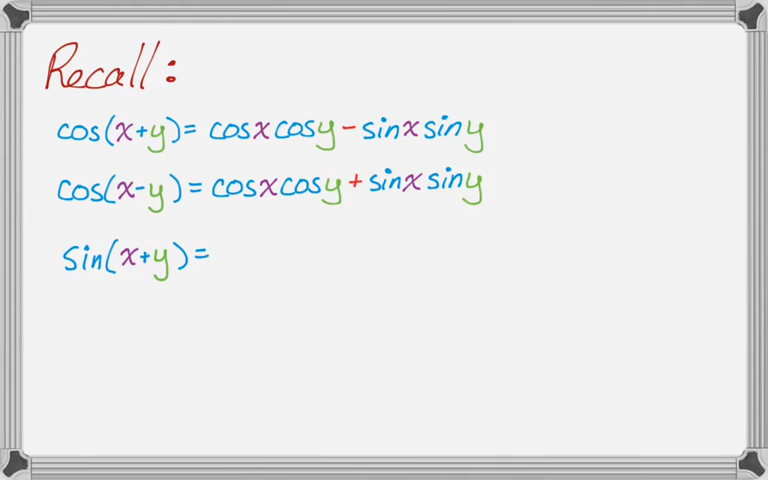 Recall:
cos(x+y)= cosxcosy-sinxsiny
cos(x-y)= cosxcosy+sinxsiny
sin(x+y)=